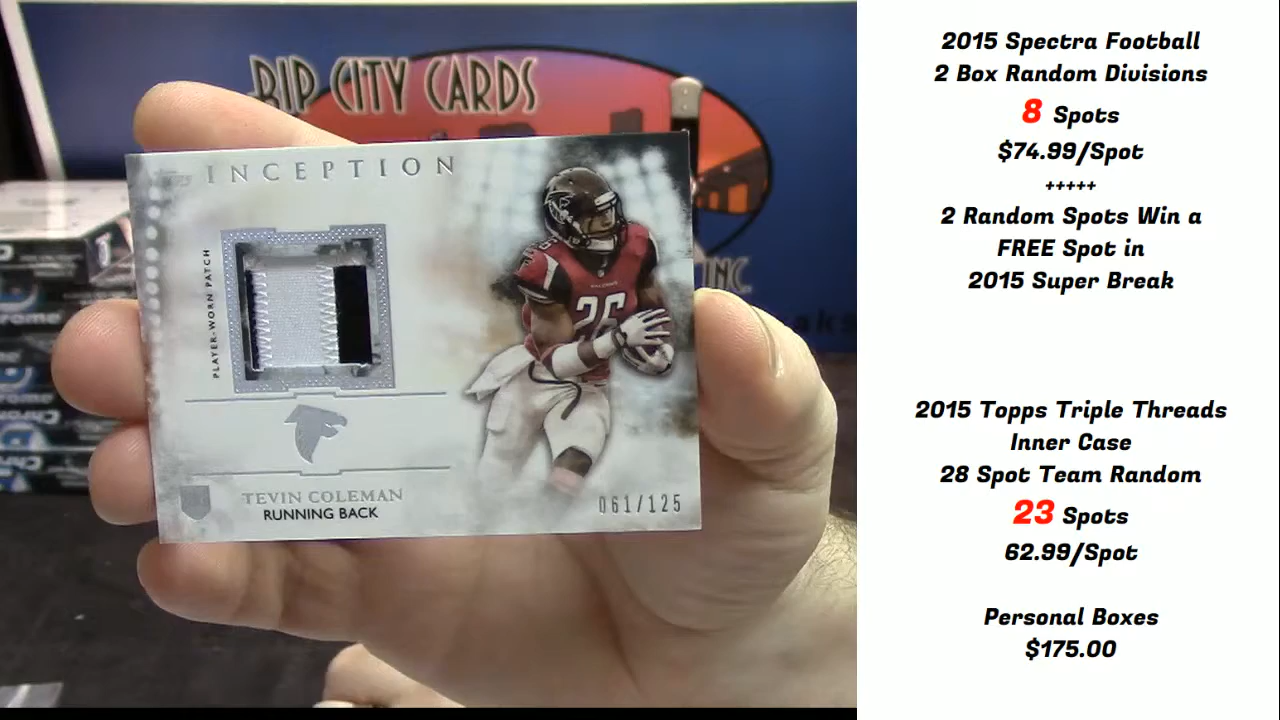 RIP CITY CARDS
INC
INCEPTION
PLAYER-WORN PATCH
26
TEVIN COLEMAN
RUNNING BACK
061/125
2015 Spectra Football
2 Box Random Divisions
8 Spots
$74.99/Spot
+++++
2 Random Spots Win a
FREE Spot in
2015 Super Break
2015 Topps Triple Threads
Inner Case
28 Spot Team Random
23 Spots
62.99/Spot
Personal Boxes
$175.00